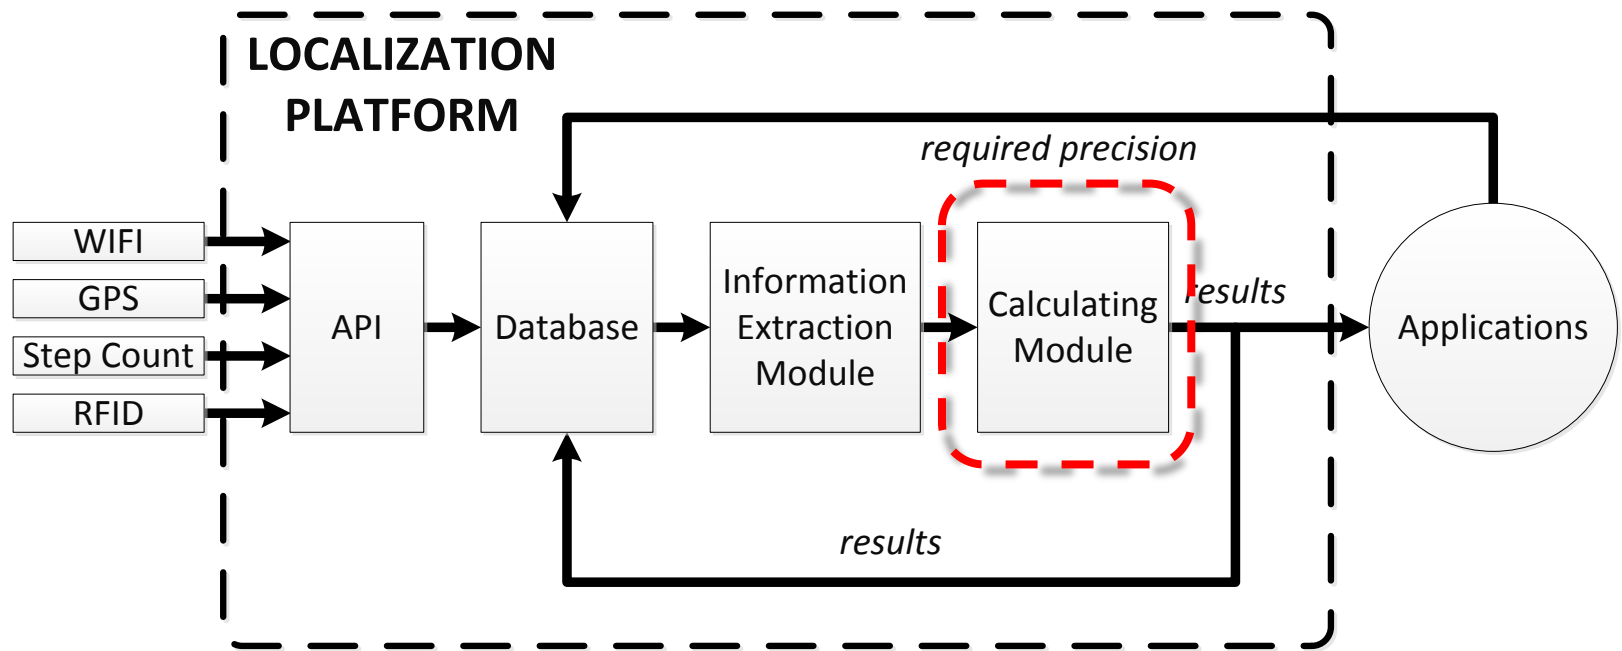 LOCALIZATION
PLATFORM
required precision
WIFI
GPS
Step Count
RFID
API
Database
Information
Extraction
Module
Calculating
Module
results
Applications
results